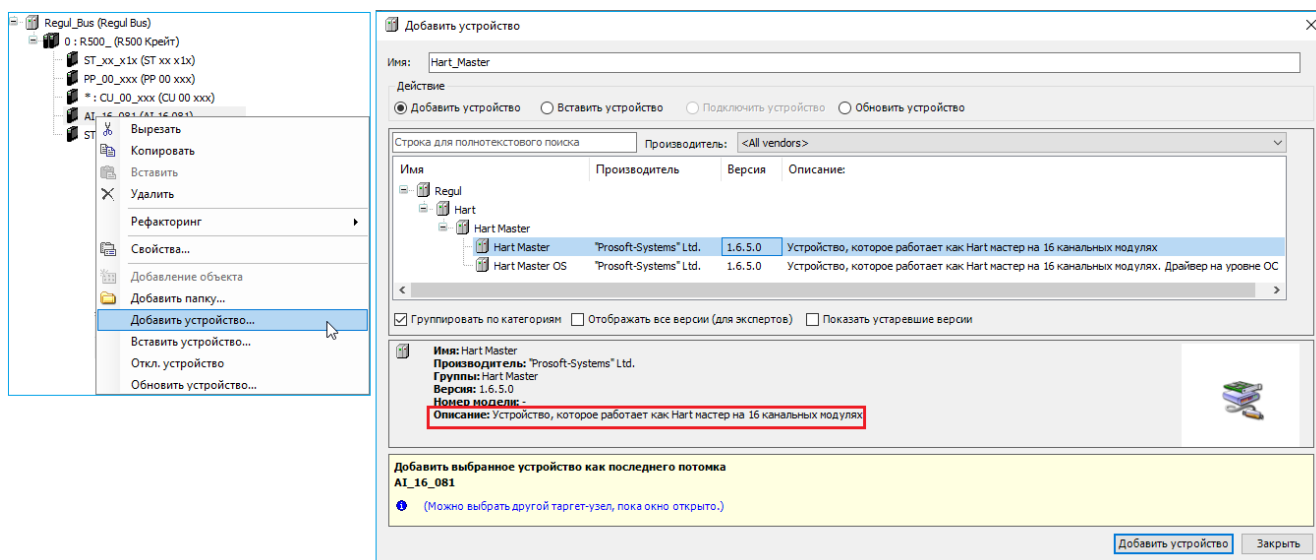 Regul_Bus (Regul Bus)
0 : R500_ (R500 Крейт)
ST_xx_x1x (ST xx x1x)
PP_00_xxx (PP 00 xxx)
* : CU_00_xxx (CU 00 xxx)
AI_16_081 (AI 16 081)
ST
Вырезать
Копировать
Вставить
Удалить
Рефакторинг
Свойства...
Добавление объекта
Добавить папку...
Добавить устройство...
Вставить устройство...
Откл. устройство
Обновить устройство...
Добавить устройство
Имя: Hart_Master
Действие
Добавить устройство Вставить устройство Подключить устройство Обновить устройство
Строка для полнотекстового поиска Производитель: <All vendors>
Имя Производитель Версия Описание:
Regul
Hart
Hart Master
Hart Master "Prosoft-Systems" Ltd. 1.6.5.0 Устройство, которое работает как Hart мастер на 16 канальных модулях
Hart Master OS "Prosoft-Systems" Ltd. 1.6.5.0 Устройство, которое работает как Hart мастер на 16 канальных модулях. Драйвер на уровне ОС
Группировать по категориям Отображать все версии (для экспертов) Показать устаревшие версии
Имя: Hart Master
Производитель: "Prosoft-Systems" Ltd.
Группы: Hart Master
Версия: 1.6.5.0
Номер модели: -
Описание: Устройство, которое работает как Hart мастер на 16 канальных модулях
Добавить выбранное устройство как последнего потомка
AI_16_081
(Можно выбрать другой таргет-узел, пока окно открыто.)
Добавить устройство Закрыть